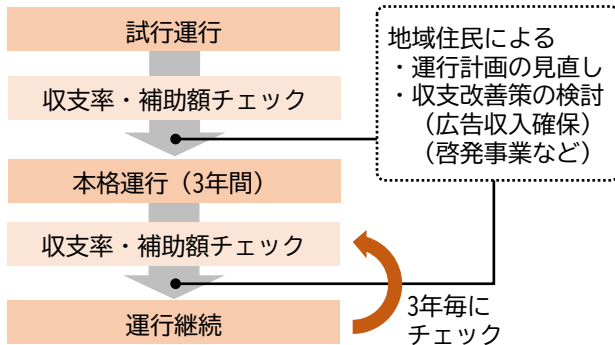 試行運行
収支率・補助額チェック
本格運行（3年間）
収支率・補助額チェック
運行継続
地域住民による
・運行計画の見直し
・収支改善策の検討
（広告収入確保）
（啓発事業など）
3年毎に
チェック